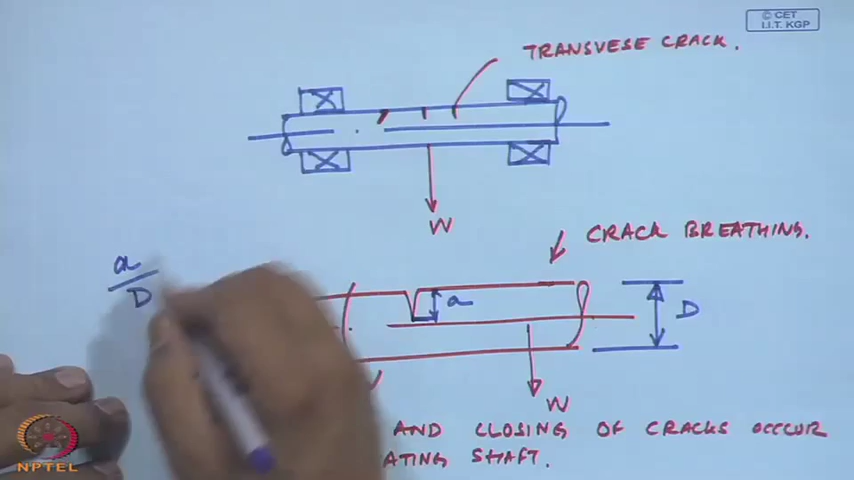 © CET
I.I.T. KGP
TRANSVESE CRACK.
W
CRACK BREATHING.
a
D
a
D
W
AND CLOSING OF CRACKS OCCUR
ATING SHAFT.
NPTEL